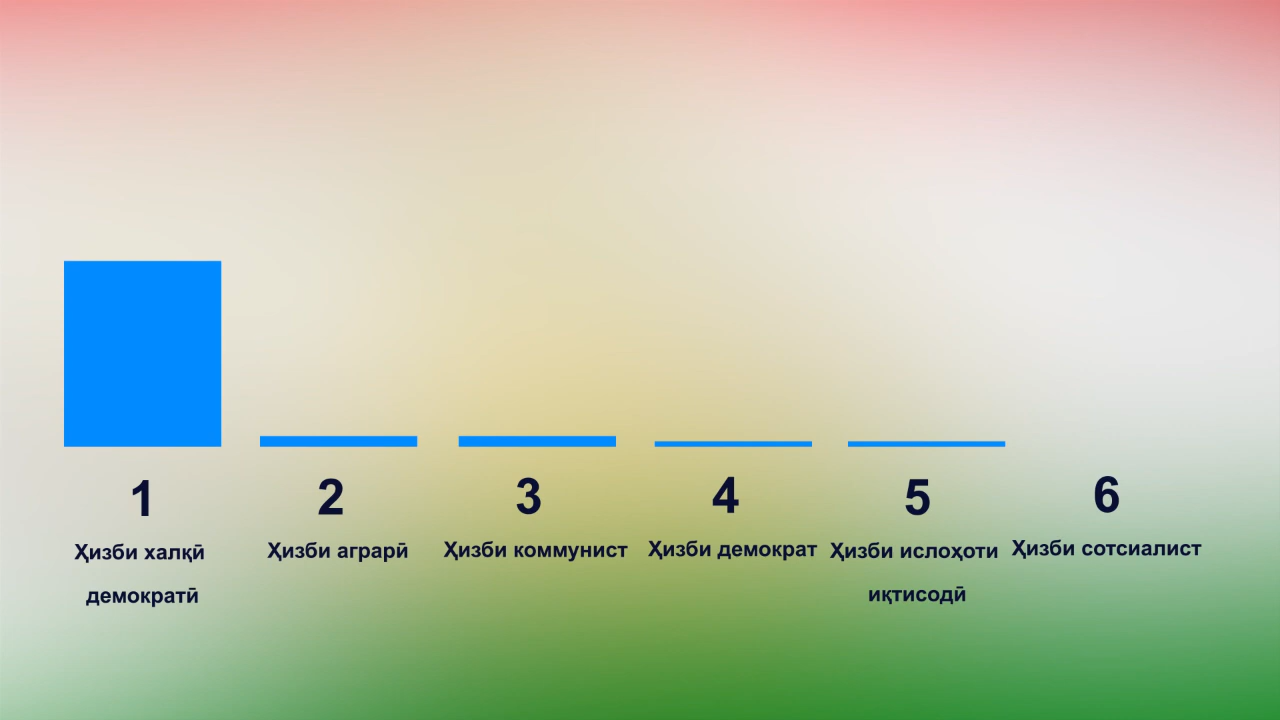 1
Ҳизби халқӣ
демократӣ
2
Ҳизби аграрӣ
3
Ҳизби коммунист
4
Ҳизби демократ
5
Ҳизби ислоҳоти
иқтисодӣ
6
Ҳизби сотсиалист